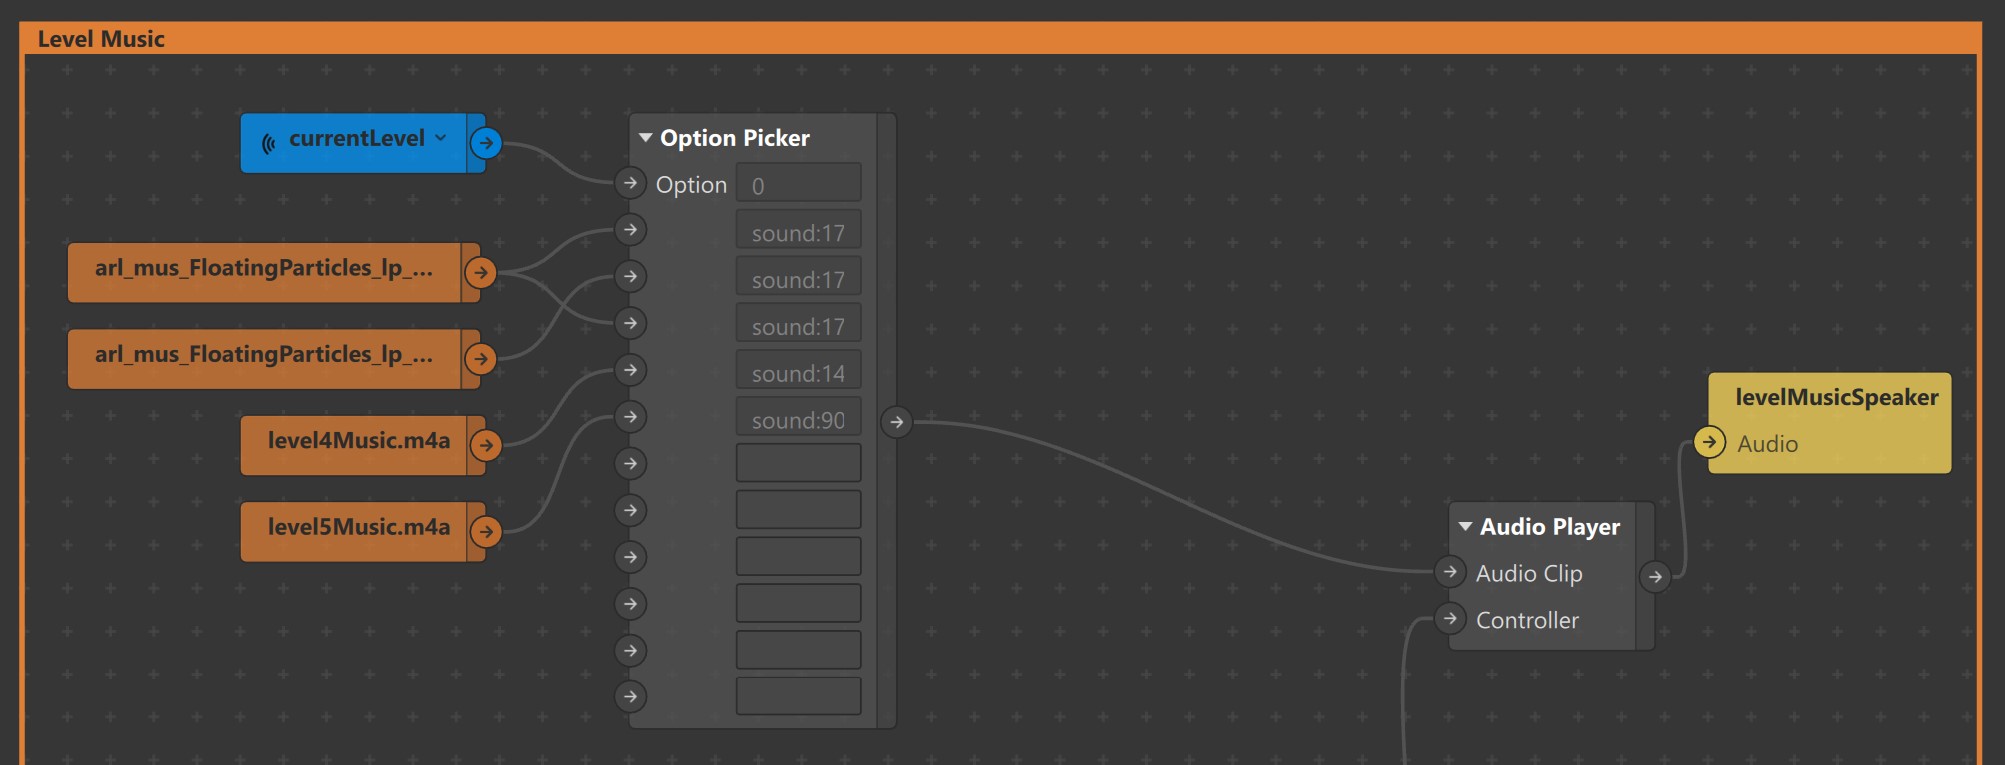 Level Music
currentLevel
arl_mus_FloatingParticles_lp_...
arl_mus_FloatingParticles_lp_...
level4Music.m4a
level5Music.m4a
Option Picker
Option 0
sound:17
sound:17
sound:17
sound:14
sound:90
Audio Player
Audio Clip
Controller
levelMusicSpeaker
Audio